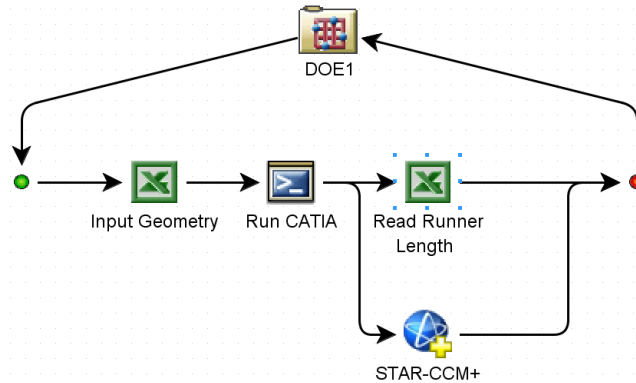 DOE1
Input Geometry
Run CATIA
Read Runner
Length
STAR-CCM+